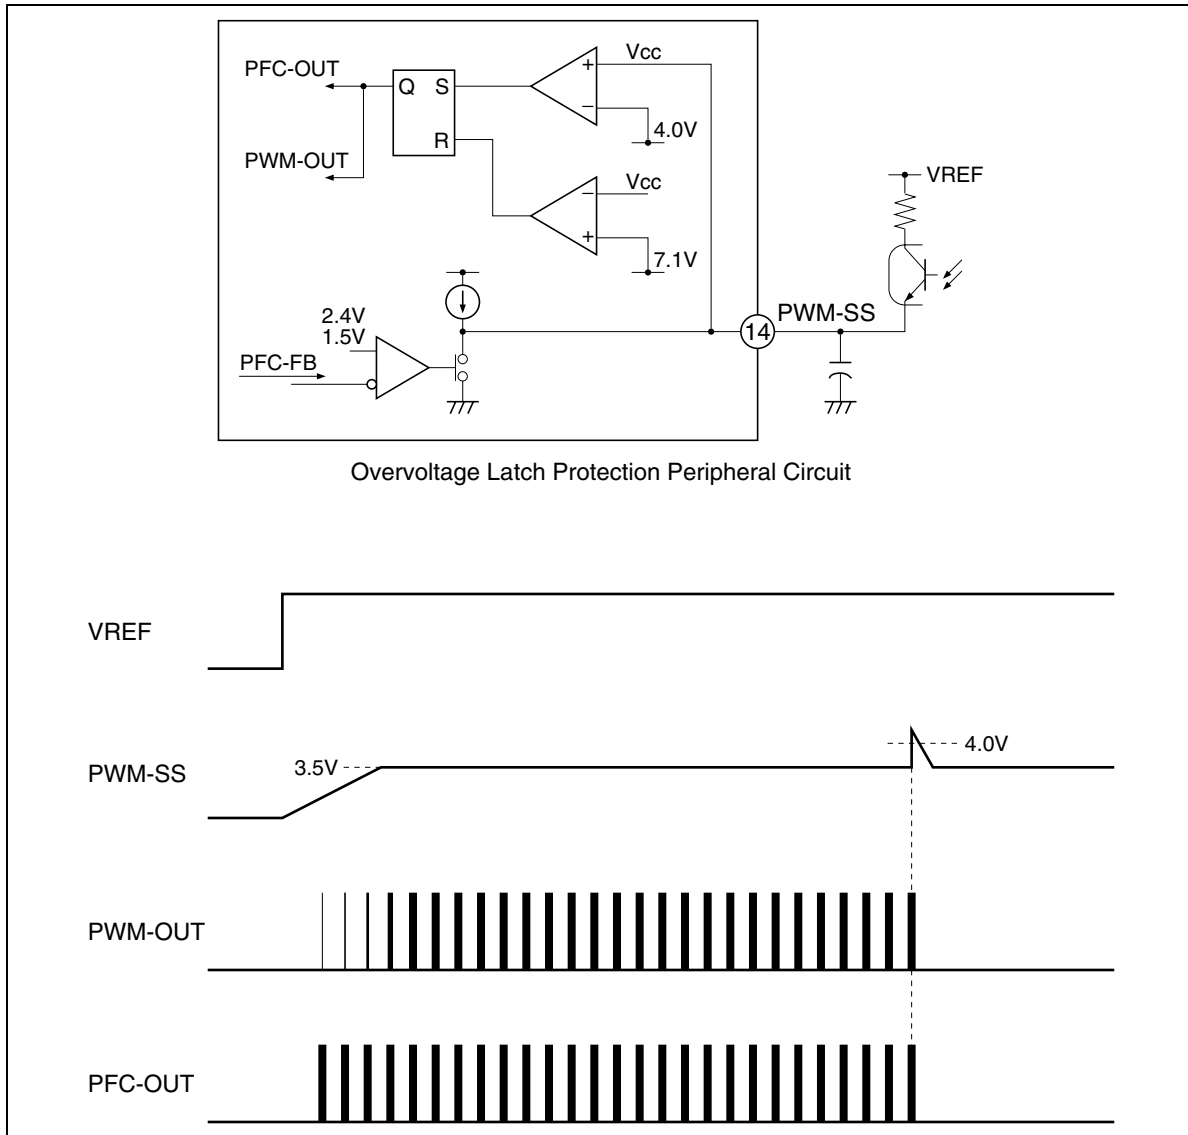 PFC-OUT
Q S
R
PWM-OUT
Vcc
+
−
4.0V
Vcc
−
+
7.1V
VREF
2.4V
1.5V
PFC-FB
14
PWM-SS
Overvoltage Latch Protection Peripheral Circuit
VREF
PWM-SS
3.5V
4.0V
PWM-OUT
PFC-OUT